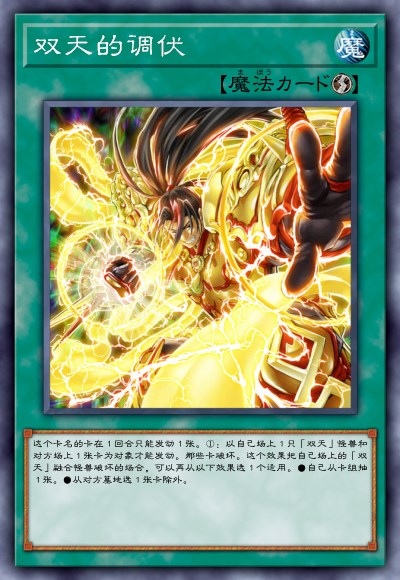 双天的调伏
魔
【魔法カード】
まほう
这个卡名的卡在1回合只能发动1张。①：以自己场上1只「双天」怪兽和
对方场上1张卡为对象才能发动。那些卡破坏。这个效果把自己场上的「双
天」融合怪兽破坏的场合，可以再从以下效果选1个适用。●自己从卡组抽
1张。●从对方墓地选1张卡除外。